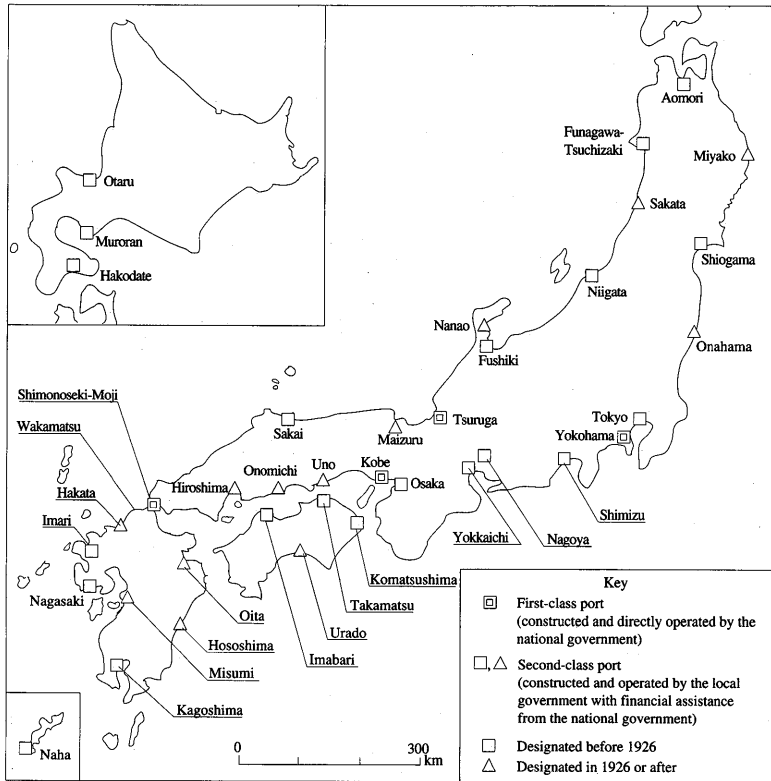 Otaru
Muroran
Hakodate
Aomori
Funagawa-
Tsuchizaki
Miyako
Sakata
Shiogama
Niigata
Nanao
Fushiki
Onahama
Shimonoseki-Moji
Wakamatsu
Sakai
Maizuru
Tsuruga
Tokyo
Yokohama
Hakata
Imari
Hiroshima
Onomichi
Uno
Kobe
Osaka
Yokkaichi
Nagoya
Shimizu
Nagasaki
Oita
Hososhima
Misumi
Kagoshima
Komatsushima
Takamatsu
Urado
Imabari
Naha
0 300
km
Key
First-class port
(constructed and directly operated by the
national government)
Second-class port
(constructed and operated by the local
government with financial assistance
from the national government)
Designated before 1926
Designated in 1926 or after